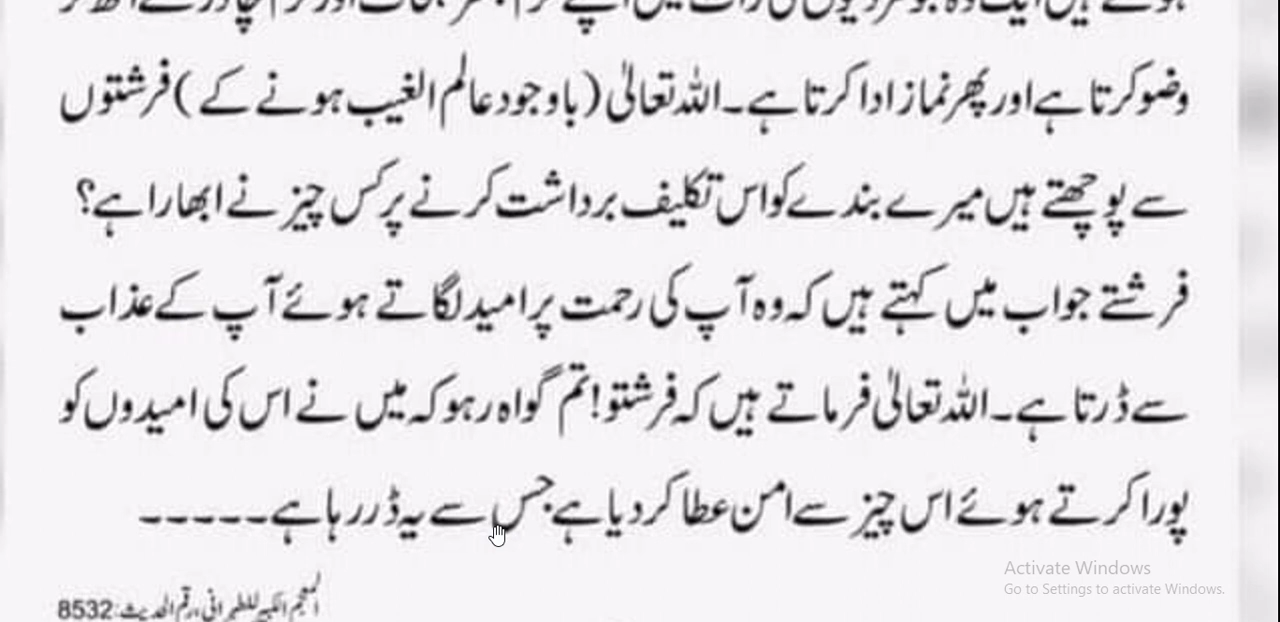 وضو کرتا ہے اور پھر نماز ادا کرتا ہے۔اللہ تعالیٰ (باوجود عالم الغیب ہونے کے ) فرشتوں
سے پوچھتے ہیں میرے بندے کو اس تکلیف برداشت کرنے پر کس چیز نے ابھارا ہے؟
فرشتے جواب میں کہتے ہیں کہ وہ آپ کی رحمت پر امید لگاتے ہوئے آپ کے عذاب
سے ڈرتا ہے۔اللہ تعالیٰ فرماتے ہیں کہ فرشتو! تم گواہ رہو کہ میں نے اس کی امیدوں کو
پورا کرتے ہوئے اس چیز سے امن عطا کر دیا ہے جس سے یہ ڈر رہا ہے-----
Activate Windows
Go to Settings to activate Windows.
المعجم الکبیر للطبرانی،رقم الحدیث:8532